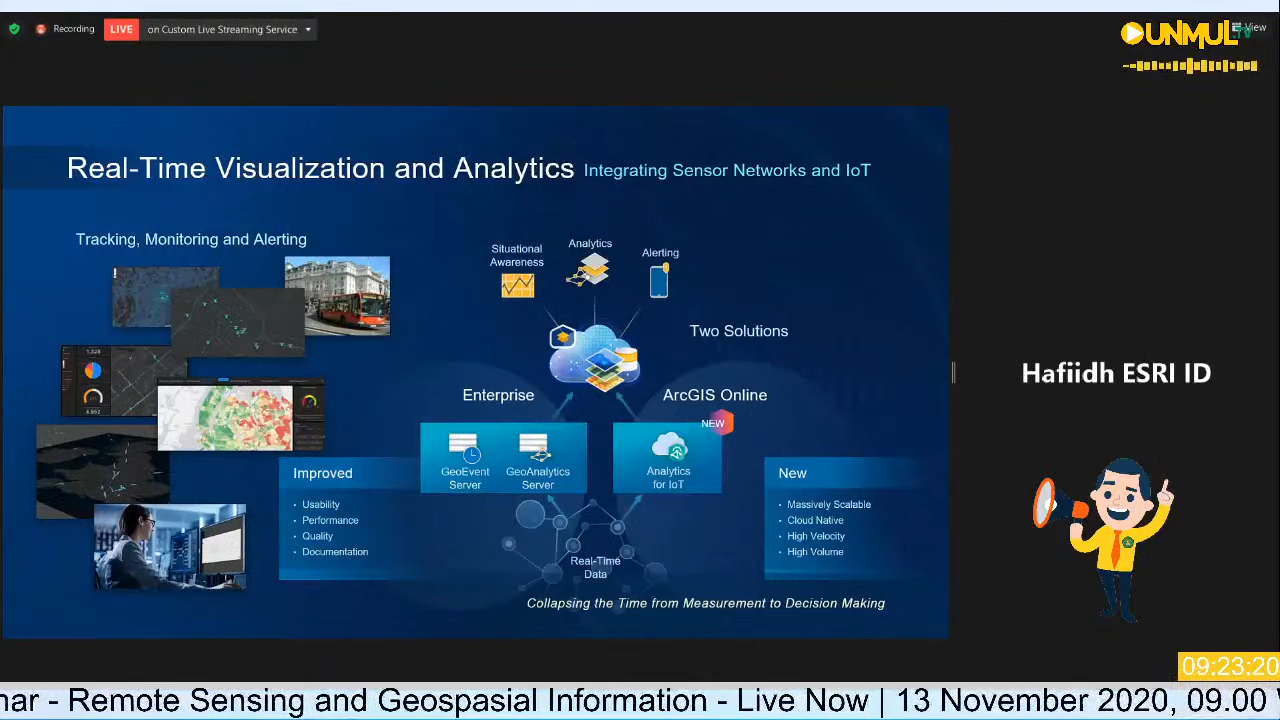 Recording
LIVE
on Custom Live Streaming Service
View
UNMUL TV
Real-Time Visualization and Analytics Integrating Sensor Networks and IoT
Tracking, Monitoring and Alerting
Situational
Awareness
Analytics
Alerting
Two Solutions
Enterprise
ArcGIS Online
NEW
GeoEvent
Server
GeoAnalytics
Server
Analytics
for IoT
Improved
• Usability
• Performance
• Quality
• Documentation
New
• Massively Scalable
• Cloud Native
• High Velocity
• High Volume
Real-Time
Data
Collapsing the Time from Measurement to Decision Making
Hafiidh ESRI ID
09:23:20
nar - Remote Sensing and Geospasial Information - Live Now | 13 November 2020, 09.00 W